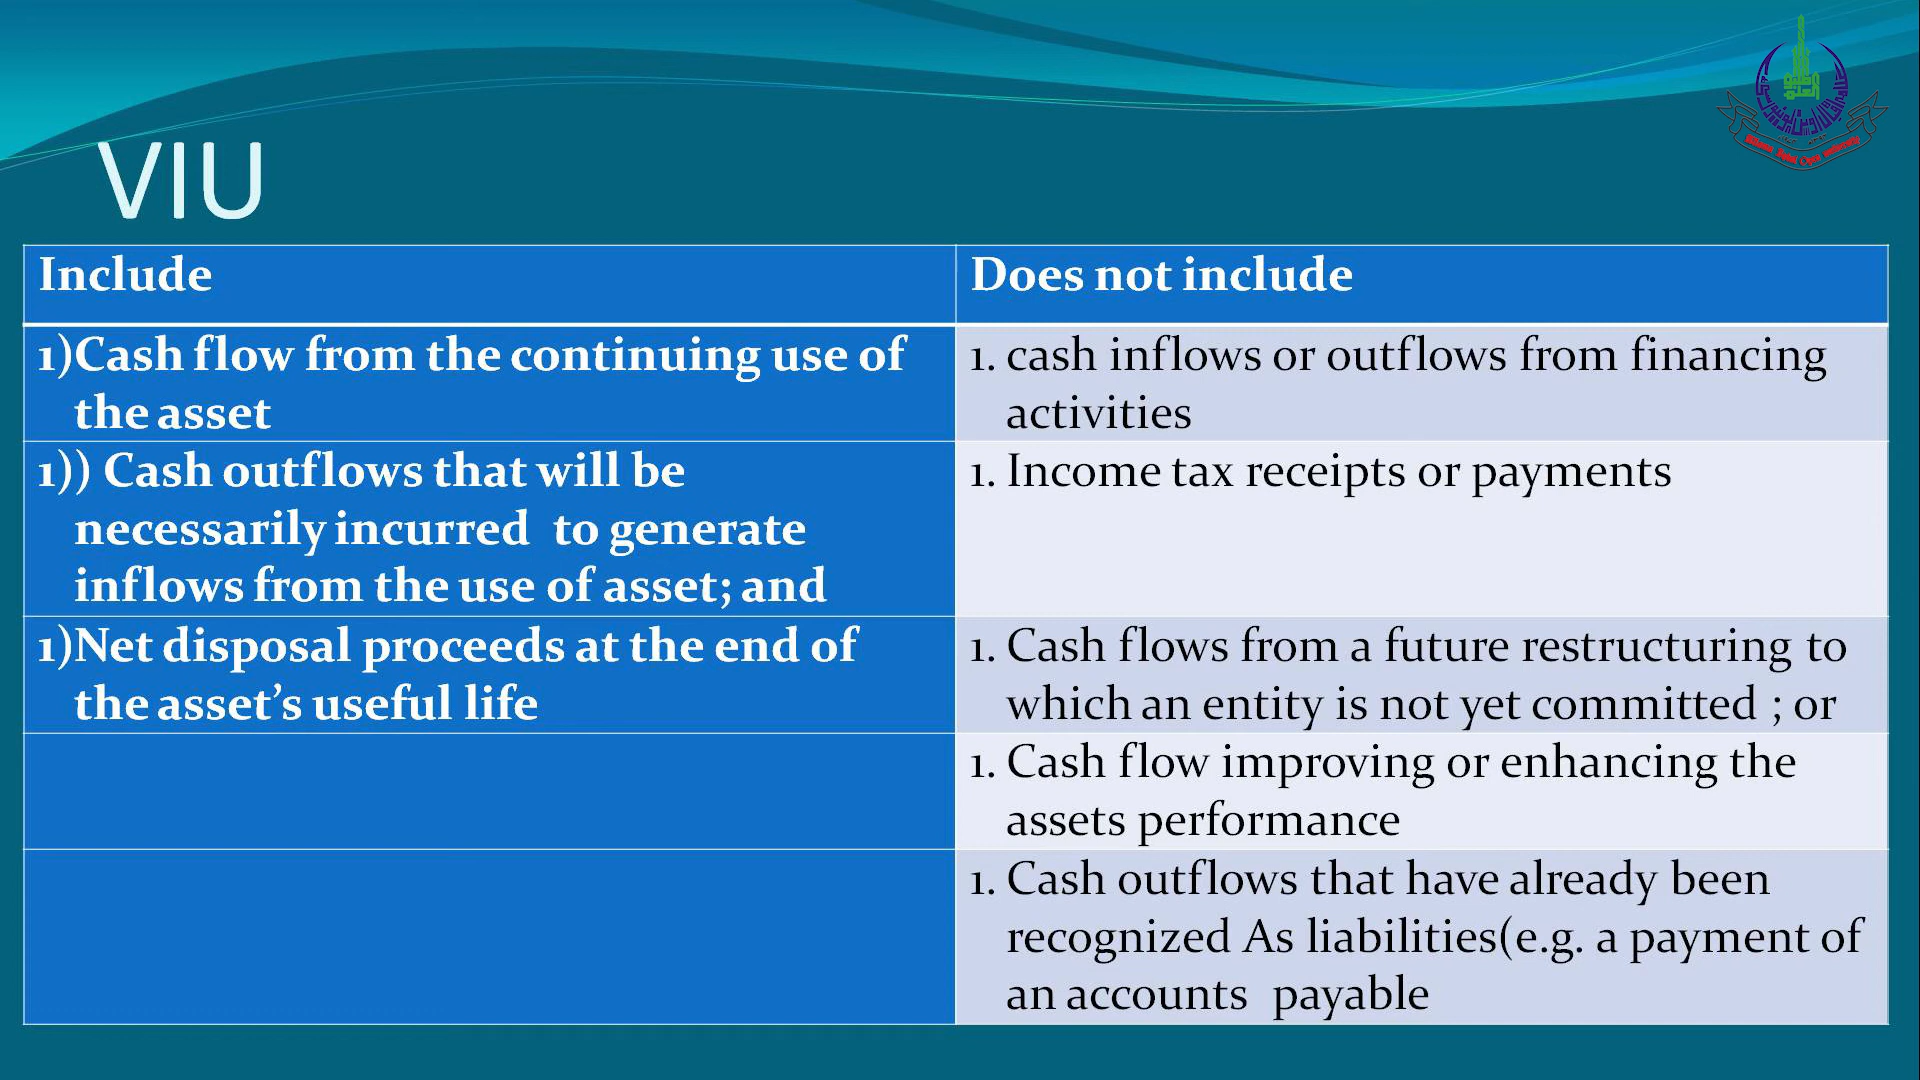 VIU
Include
Does not include
1)Cash flow from the continuing use of
the asset
1. cash inflows or outflows from financing
activities
1)) Cash outflows that will be
necessarily incurred to generate
inflows from the use of asset; and
1. Income tax receipts or payments
1)Net disposal proceeds at the end of
the asset's useful life
1. Cash flows from a future restructuring to
which an entity is not yet committed ; or
1. Cash flow improving or enhancing the
assets performance
1. Cash outflows that have already been
recognized As liabilities(e.g. a payment of
an accounts payable